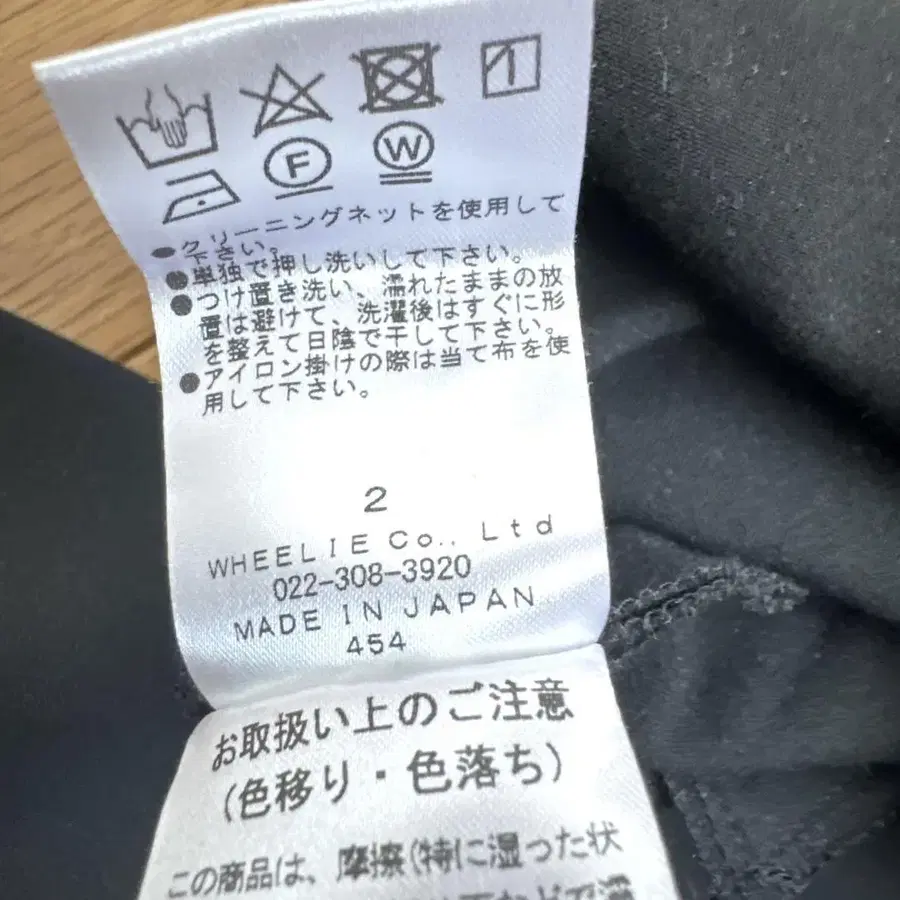 F W
●クリーニングネットを使用して
下さい。
●単独で押し洗いして下さい。
●つけ置き洗い、濡れたままの放
置は避けて、洗濯後はすぐに形
を整えて日陰で干して下さい。
●アイロン掛けの際は当て布を使
用して下さい。
2
WHEELIE Co., Ltd
022-308-3920
MADE IN JAPAN
454
お取扱い上のご注意
(色移り・色落ち)
この商品は、摩擦(特に湿った状